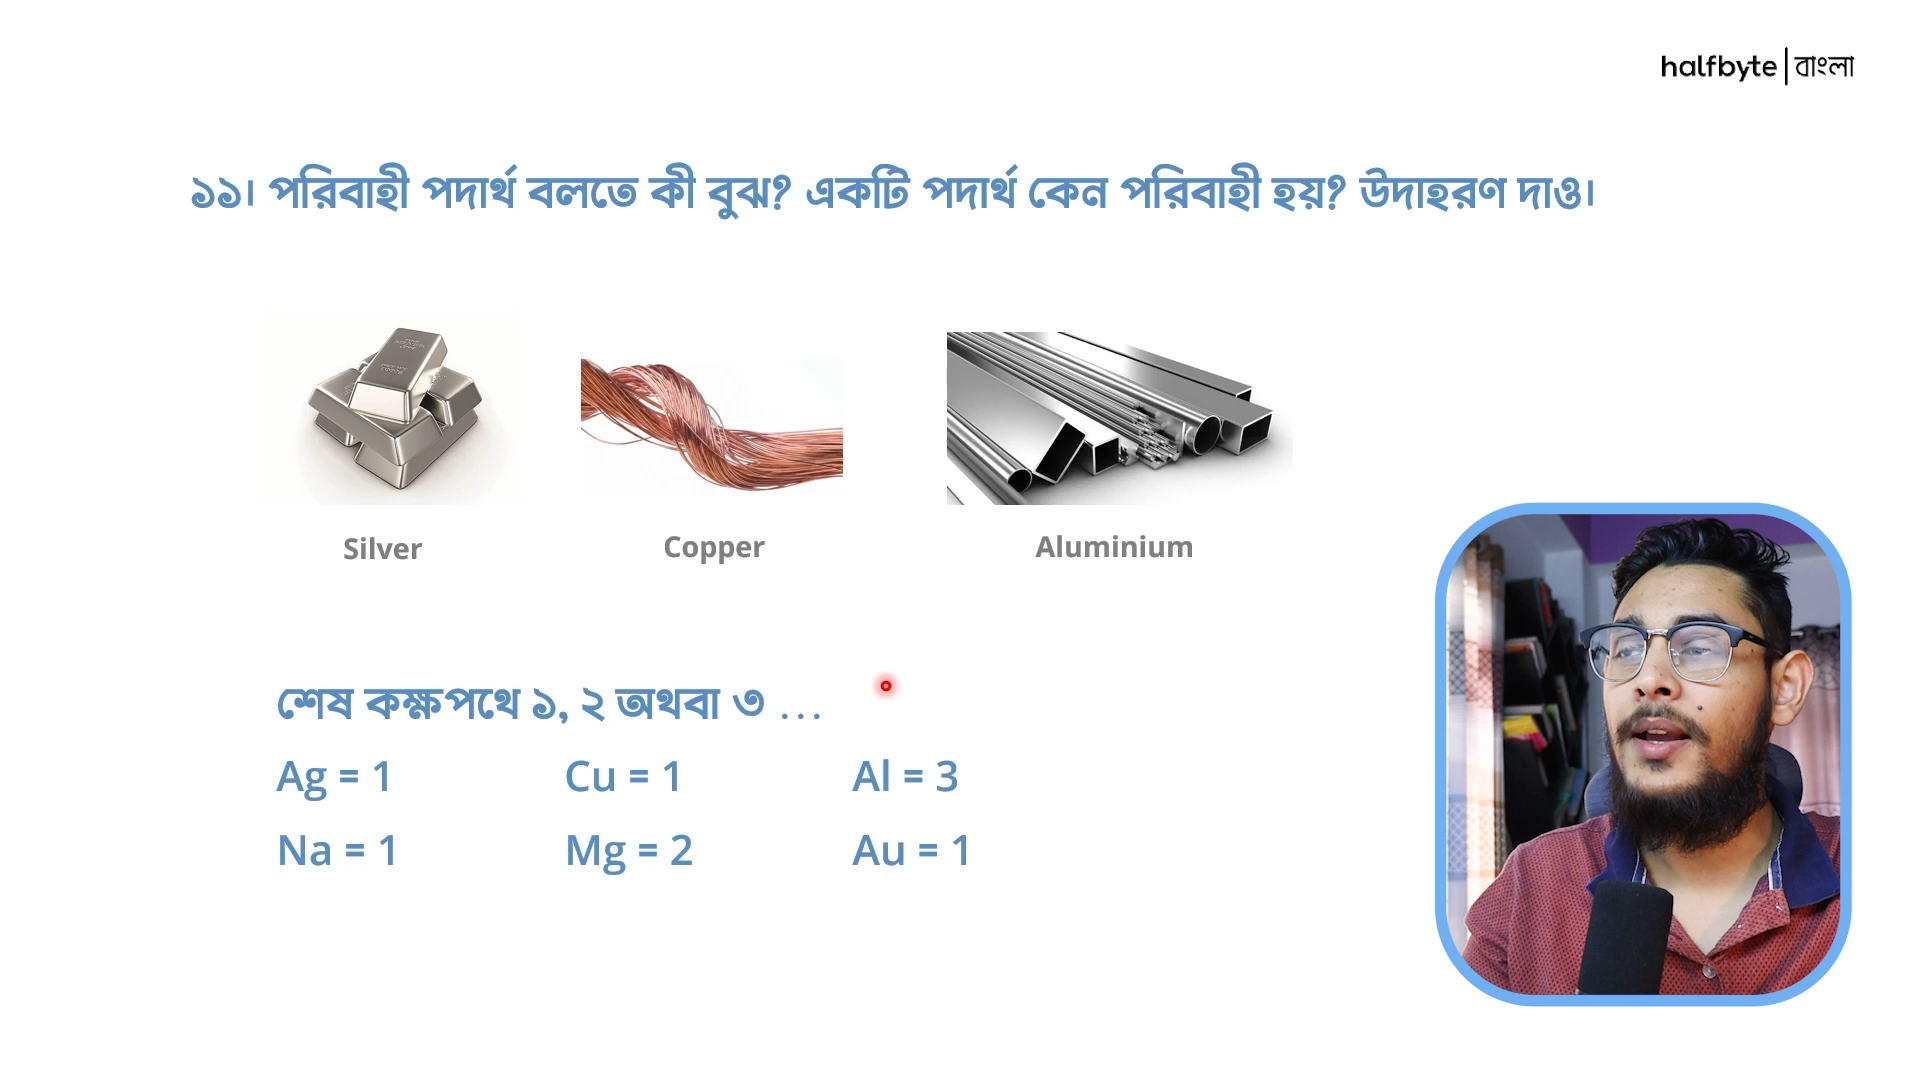 halfbyte|বাংলা
১১। পরিবাহী পদার্থ বলতে কী বুঝ? একটি পদার্থ কেন পরিবাহী হয়? উদাহরণ দাও।
Silver
Copper
Aluminium
শেষ কক্ষপথে ১, ২ অথবা ৩ ...
Ag = 1 Cu = 1 Al = 3
Na = 1 Mg = 2 Au = 1